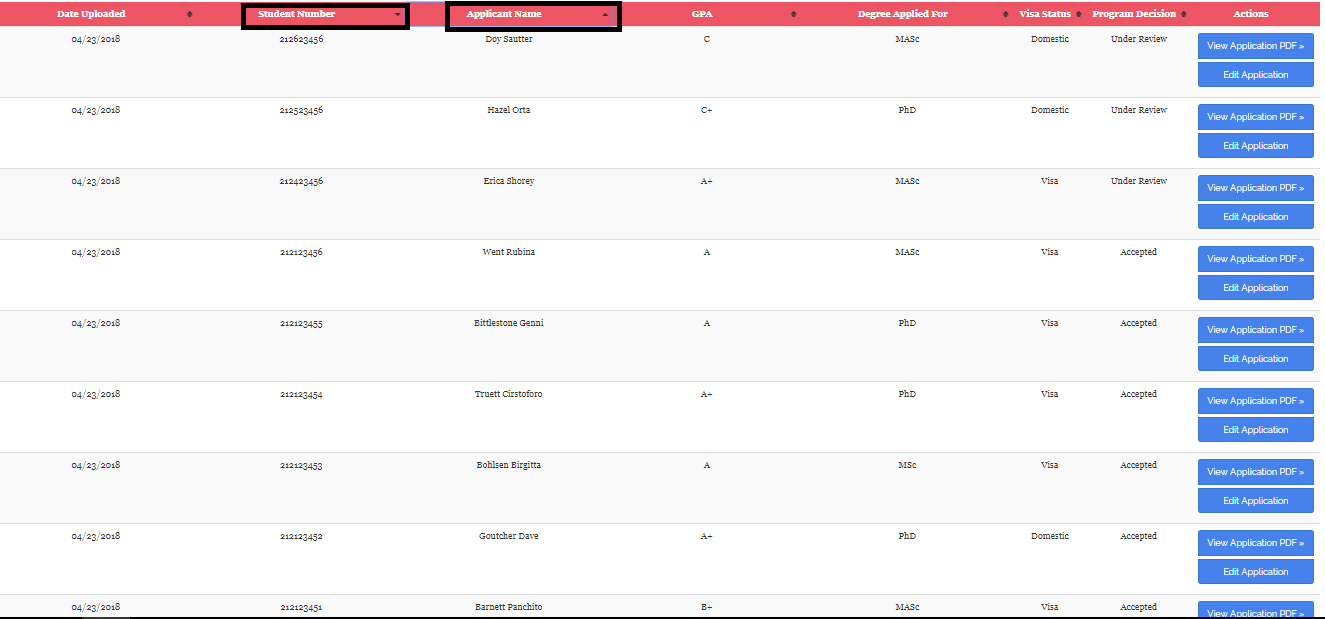 Date Uploaded Student Number Applicant Name GPA Degree Applied For Visa Status Program Decision Actions
04/23/2018 212623456 Doy Sautter C MASc Domestic Under Review View Application PDF »
Edit Application
04/23/2018 212523456 Hazel Orta C+ PhD Domestic Under Review View Application PDF »
Edit Application
04/23/2018 212423456 Erica Shorey A+ MASc Visa Under Review View Application PDF »
Edit Application
04/23/2018 212123456 Went Rubina A MASc Visa Accepted View Application PDF »
Edit Application
04/23/2018 212123455 Bittlestone Genni A PhD Visa Accepted View Application PDF »
Edit Application
04/23/2018 212123454 Truett Cirstoforo A+ PhD Visa Accepted View Application PDF »
Edit Application
04/23/2018 212123453 Bohlsen Birgitta A MSc Visa Accepted View Application PDF »
Edit Application
04/23/2018 212123452 Goutcher Dave A+ PhD Domestic Accepted View Application PDF »
Edit Application
04/23/2018 212123451 Barnett Panchito B+ MASc Visa Accepted View Application PDF »